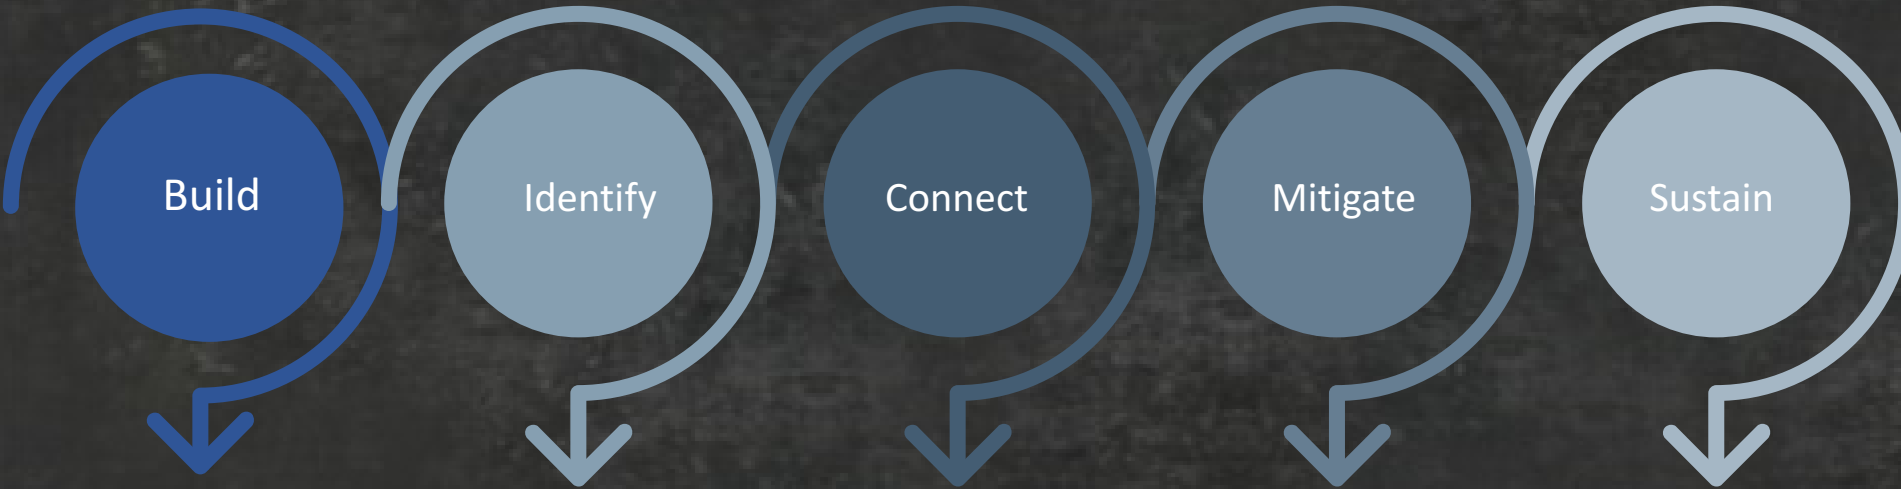 Build
Identify
Connect
Mitigate
Sustain